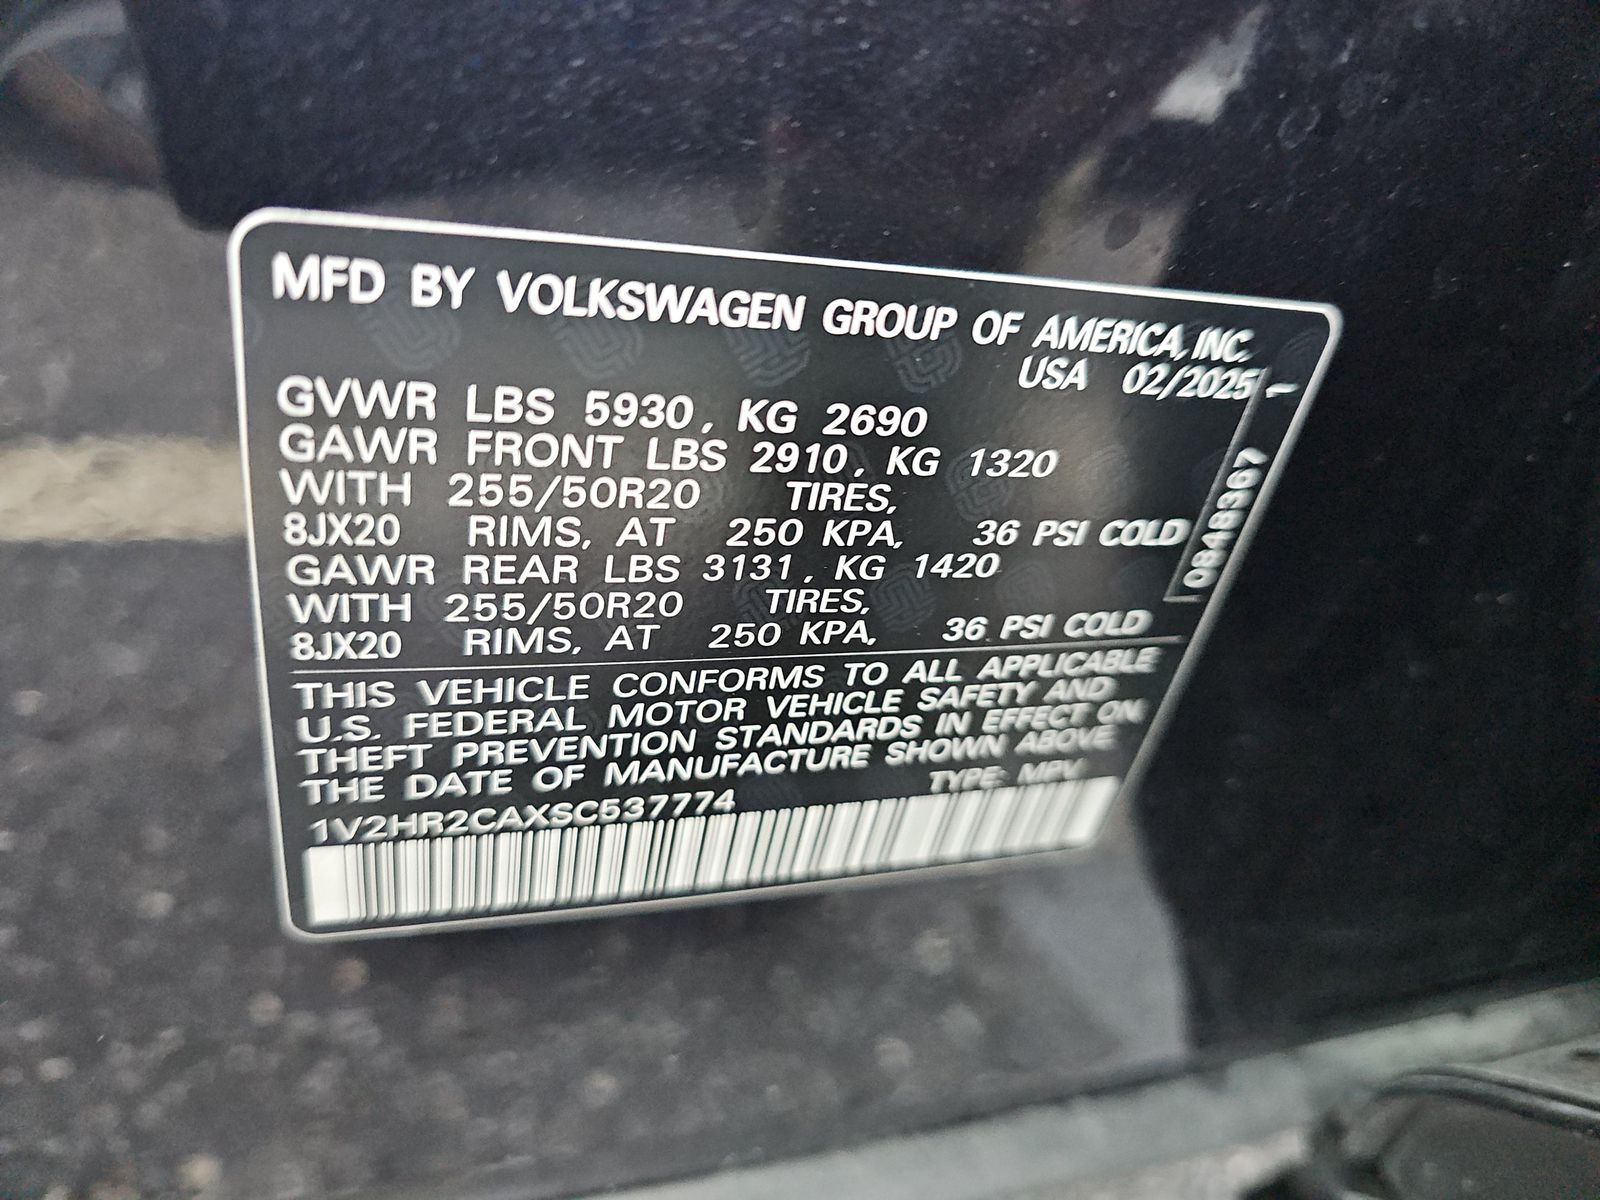 MFD BY VOLKSWAGEN GROUP OF AMERICA, INC.
USA 02/2025
GVWR LBS 5930, KG 2690
GAWR FRONT LBS 2910, KG 1320
WITH 255/50R20 TIRES,
8JX20 RIMS, AT 250 KPA, 36 PSI COLD
GAWR REAR LBS 3131, KG 1420
WITH 255/50R20 TIRES,
8JX20 RIMS, AT 250 KPA, 36 PSI COLD
0848367
THIS VEHICLE CONFORMS TO ALL APPLICABLE
U.S. FEDERAL MOTOR VEHICLE SAFETY AND
THEFT PREVENTION STANDARDS IN EFFECT ON
THE DATE OF MANUFACTURE SHOWN ABOVE
1V2HR2CAXSC537774 TYPE: MPV